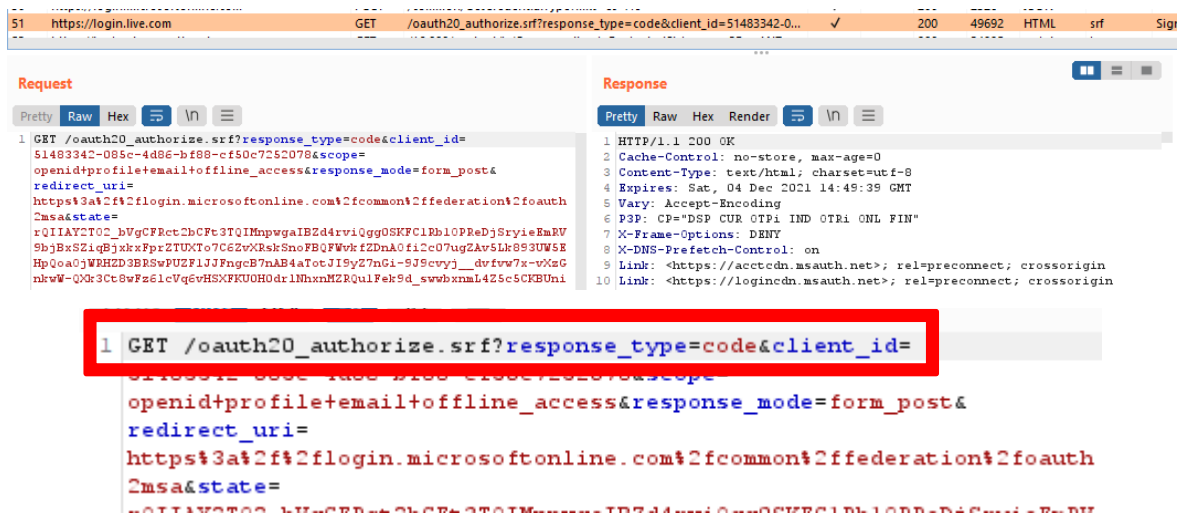 51 https://login.live.com GET /oauth20_authorize.srf?response_type=code&client_id=51483342-0... ✓ 200 49692 HTML srf Sign
Request
Response
Pretty Raw Hex \n
Pretty Raw Hex Render \n
1 GET /oauth20_authorize.srf?response_type=code&client_id=
51483342-085c-4d86-bf88-cf50c7252078&scope=
openid+profile+email+offline_access&response_mode=form_post&
redirect_uri=
https%3a%2f%2flogin.microsoftonline.com%2fcommon%2ffederation%2foauth
2msa&state=
1 HTTP/1.1 200 OK
2 Cache-Control: no-store, max-age=0
3 Content-Type: text/html; charset=utf-8
4 Expires: Sat, 04 Dec 2021 14:49:39 GMT
5 Vary: Accept-Encoding
6 P3P: CP="DSP CUR OTPi IND OTRi ONL FIN"
7 X-Frame-Options: DENY
8 X-DNS-Prefetch-Control: on
9 Link: <https://acctcdn.msauth.net>; rel=preconnect; crossorigin
10 Link: <https://logincdn.msauth.net>; rel=preconnect; crossorigin
1 GET /oauth20_authorize.srf?response_type=code&client_id=
openid+profile+email+offline_access&response_mode=form_post&
redirect_uri=
https%3a%2f%2flogin.microsoftonline.com%2fcommon%2ffederation%2foauth
2msa&state=